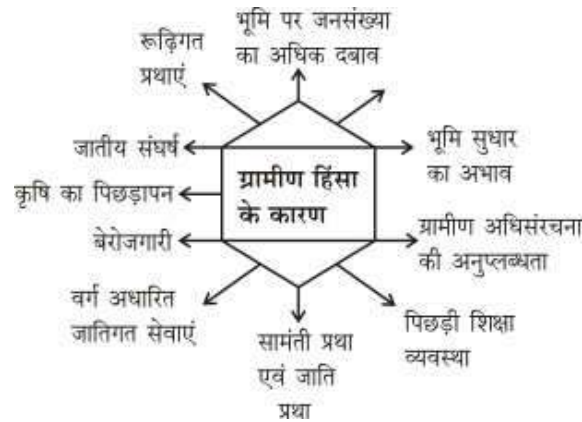 भूमि पर जनसंख्या
का अधिक दबाव
रूढ़िगत
प्रथाएं
जातीय संघर्ष
भूमि सुधार
का अभाव
कृषि का पिछड़ापन
ग्रामीण हिंसा
के कारण
बेरोजगारी
ग्रामीण अधिसंरचना
की अनुप्लब्धता
वर्ग अधारित
जातिगत सेवाएं
पिछड़ी शिक्षा
व्यवस्था
सामंती प्रथा
एवं जाति
प्रथा